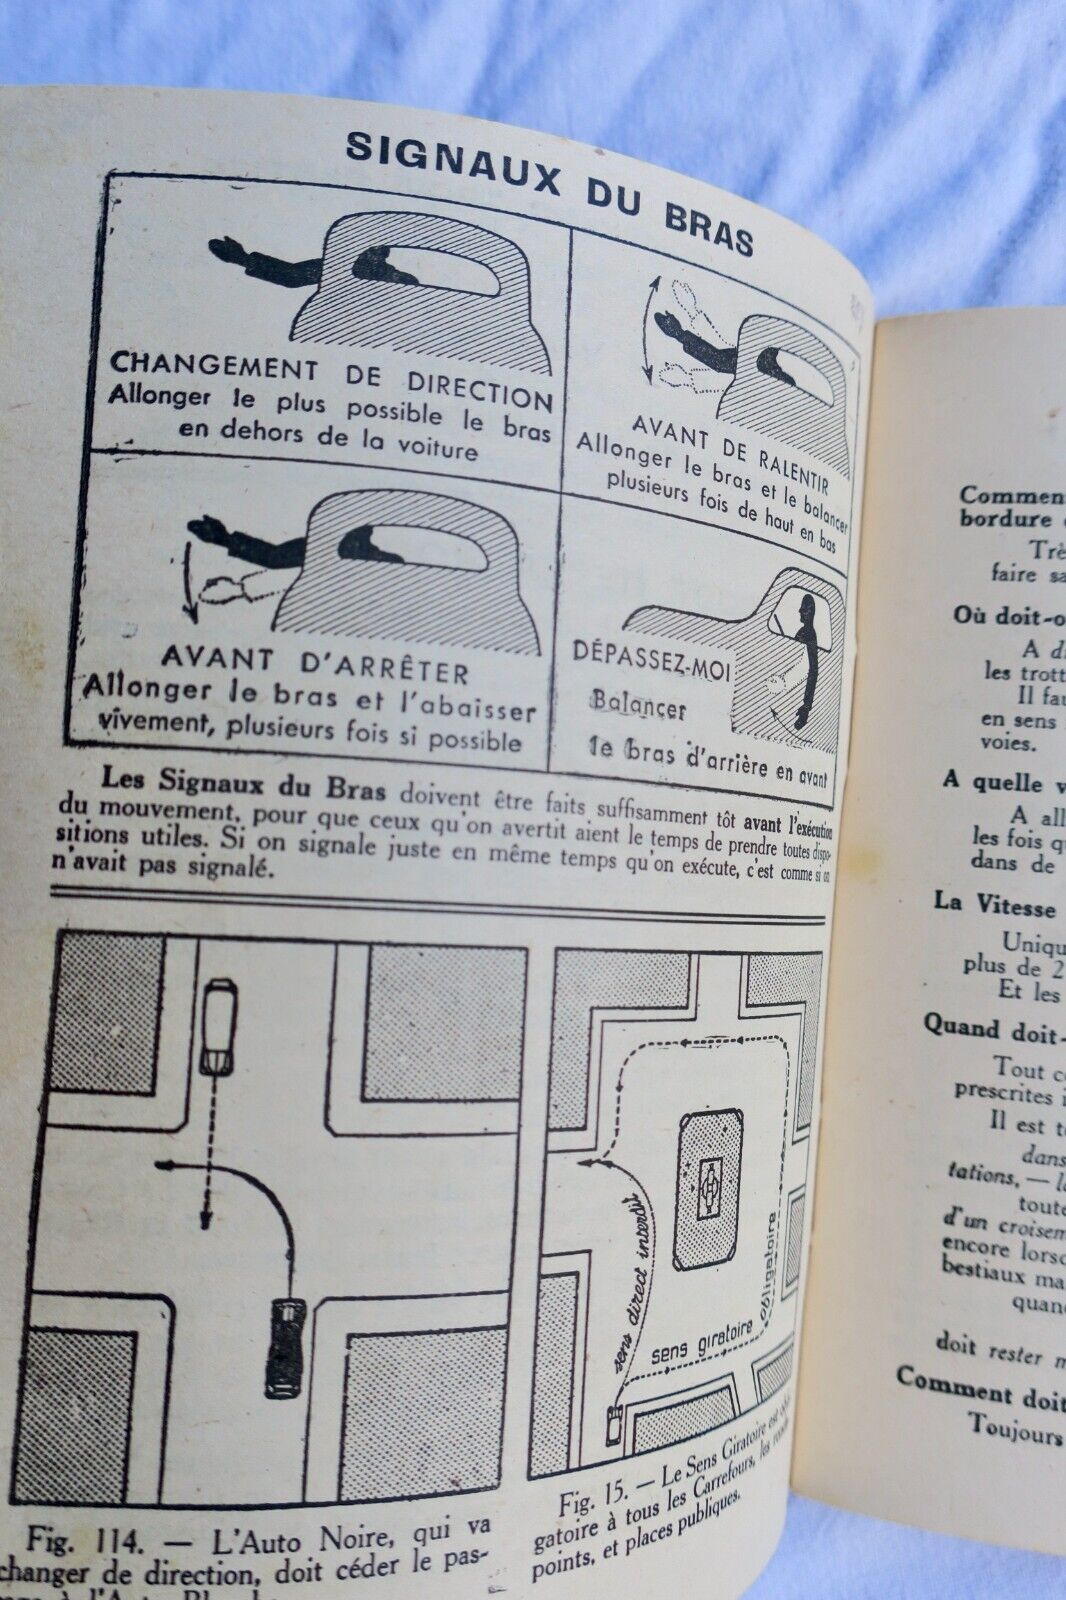 SIGNAUX DU BRAS
CHANGEMENT DE DIRECTION
Allonger le plus possible le bras
en dehors de la voiture
AVANT DE RALENTIR
Allonger le bras et le balancer
plusieurs fois de haut en bas
AVANT D'ARRÊTER
Allonger le bras et l'abaisser
vivement, plusieurs fois si possible
DÉPASSEZ-MOI
Balancer
le bras d'arrière en avant
Les Signaux du Bras doivent être faits suffisamment tôt avant l'exécution
du mouvement, pour que ceux qu'on avertit aient le temps de prendre toutes dispo-
sitions utiles. Si on signale juste en même temps qu'on exécute, c'est comme si on
n'avait pas signalé.
sens direct interdit
sens giratoire
obligatoire
Fig. 114. — L'Auto Noire, qui va
changer de direction, doit céder le pas-
à l'Auto
Fig. 15. — Le Sens Giratoire est obli-
gatoire à tous les Carrefours, les
points, et places publiques.
Commen
bordure
Trè
faire sa
Où doit-o
A
les trott
Il fau
en sens
voies.
A quelle v
A all
les fois qu
dans de
La Vitesse
Uniqu
plus de 2
Et les
Quand doit-
Tout c
prescrites i
Il est t
dans
tations, — l
toute
d'un croisem
encore lors
bestiaux ma
quan
doit rester m
Comment doit
Toujours